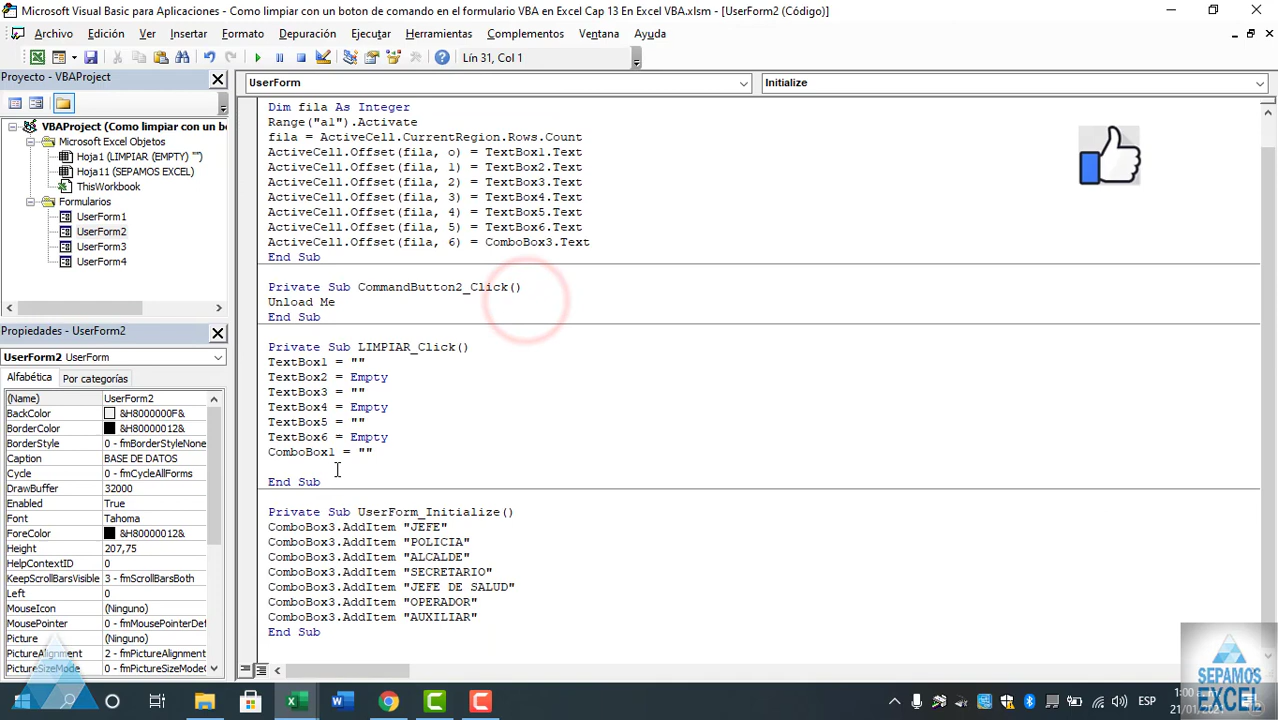 Microsoft Visual Basic para Aplicaciones - Como limpiar con un boton de comando en el formulario VBA en Excel Cap 13 En Excel VBA.xlsm - [UserForm2 (Código)]
Archivo Edición Ver Insertar Formato Depuración Ejecutar Herramientas Complementos Ventana Ayuda
Lín 31, Col 1
Proyecto - VBAProject
VBAProject (Como limpiar con un b
Microsoft Excel Objetos
Hoja1 (LIMPIAR (EMPTY) "")
Hoja11 (SEPAMOS EXCEL)
ThisWorkbook
Formularios
UserForm1
UserForm2
UserForm3
UserForm4
Propiedades - UserForm2
UserForm2 UserForm
Alfabética Por categorías
(Name) UserForm2
BackColor &H8000000F&
BorderColor &H80000012&
BorderStyle 0 - fmBorderStyleNone
Caption BASE DE DATOS
Cycle 0 - fmCycleAllForms
DrawBuffer 32000
Enabled True
Font Tahoma
ForeColor &H80000012&
Height 207,75
HelpContextID 0
KeepScrollBarsVisible 3 - fmScrollBarsBoth
Left 0
MouseIcon (Ninguno)
MousePointer 0 - fmMousePointerDef
Picture (Ninguno)
PictureAlignment 2 - fmPictureAlignmen
PictureSizeMode 0 - fmPictureSizeMod
UserForm Initialize
Dim fila As Integer
Range("a1").Activate
fila = ActiveCell.CurrentRegion.Rows.Count
ActiveCell.Offset(fila, o) = TextBox1.Text
ActiveCell.Offset(fila, 1) = TextBox2.Text
ActiveCell.Offset(fila, 2) = TextBox3.Text
ActiveCell.Offset(fila, 3) = TextBox4.Text
ActiveCell.Offset(fila, 4) = TextBox5.Text
ActiveCell.Offset(fila, 5) = TextBox6.Text
ActiveCell.Offset(fila, 6) = ComboBox3.Text
End Sub
Private Sub CommandButton2_Click()
Unload Me
End Sub
Private Sub LIMPIAR_Click()
TextBox1 = ""
TextBox2 = Empty
TextBox3 = ""
TextBox4 = Empty
TextBox5 = ""
TextBox6 = Empty
ComboBox1 = ""
End Sub
Private Sub UserForm_Initialize()
ComboBox3.AddItem "JEFE"
ComboBox3.AddItem "POLICIA"
ComboBox3.AddItem "ALCALDE"
ComboBox3.AddItem "SECRETARIO"
ComboBox3.AddItem "JEFE DE SALUD"
ComboBox3.AddItem "OPERADOR"
ComboBox3.AddItem "AUXILIAR"
End Sub
SEPAMOS
EXCEL
ESP